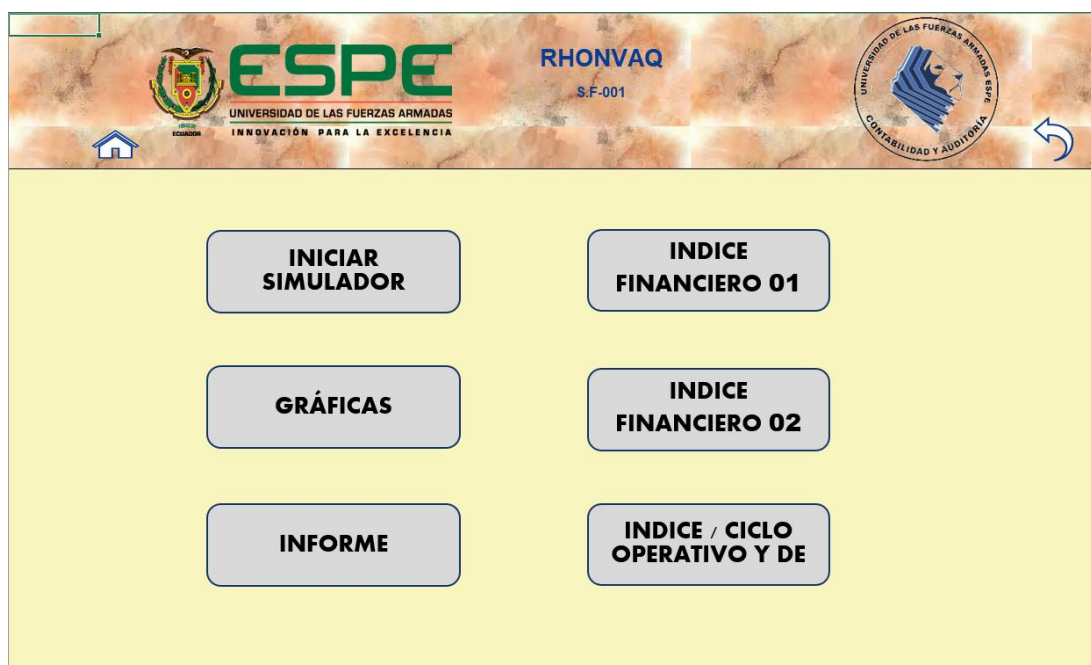 ESPE
UNIVERSIDAD DE LAS FUERZAS ARMADAS
INNOVACIÓN PARA LA EXCELENCIA
ECUADOR
RHONVAQ
S.F-001
UNIVERSIDAD DE LAS FUERZAS ARMADAS ESPE
CONTABILIDAD Y AUDITORÍA
INICIAR
SIMULADOR
INDICE
FINANCIERO 01
GRÁFICAS
INDICE
FINANCIERO 02
INFORME
INDICE / CICLO
OPERATIVO Y DE